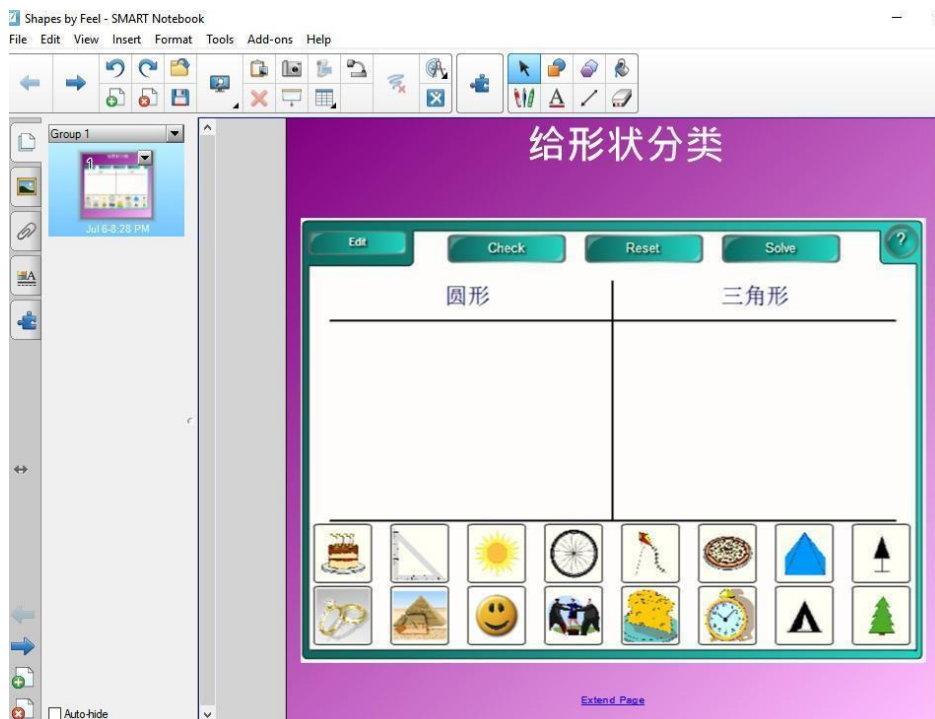 Shapes by Feel - SMART Notebook
File Edit View Insert Format Tools Add-ons Help
Group 1
1
Jul 6-8:28 PM
给形状分类
Edit Check Reset Solve ?
圆形 三角形
Extend Page
Auto-hide